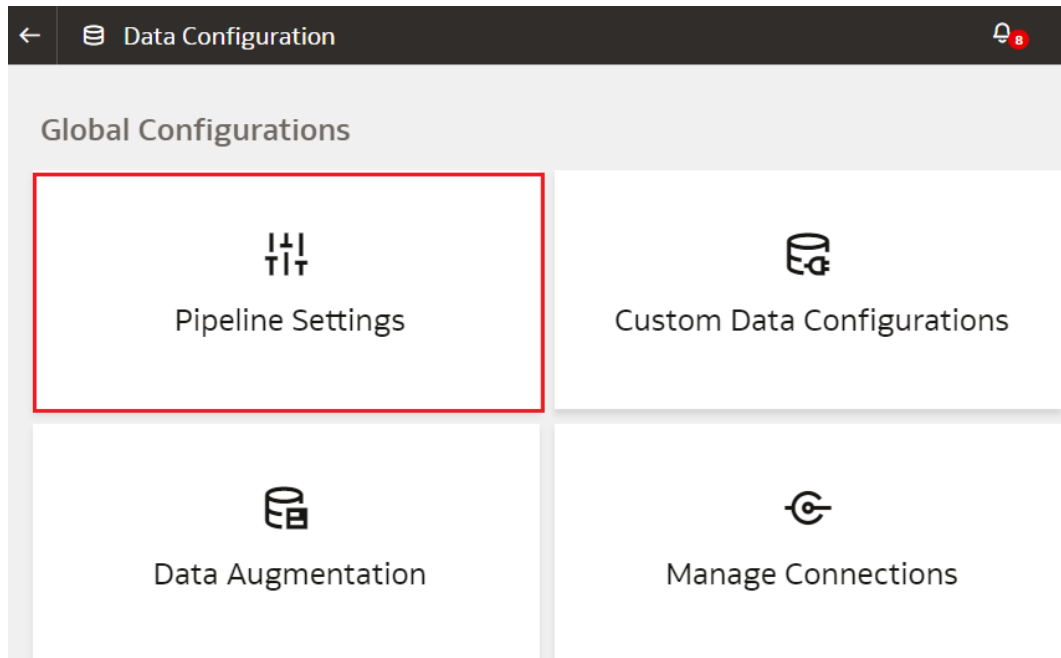 Data Configuration
8
Global Configurations
Pipeline Settings
Custom Data Configurations
Data Augmentation
Manage Connections